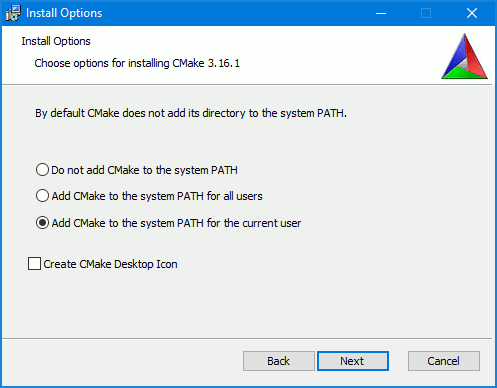 Install Options
Install Options
Choose options for installing CMake 3.16.1
By default CMake does not add its directory to the system PATH.
Do not add CMake to the system PATH
Add CMake to the system PATH for all users
Add CMake to the system PATH for the current user
Create CMake Desktop Icon
Back Next Cancel